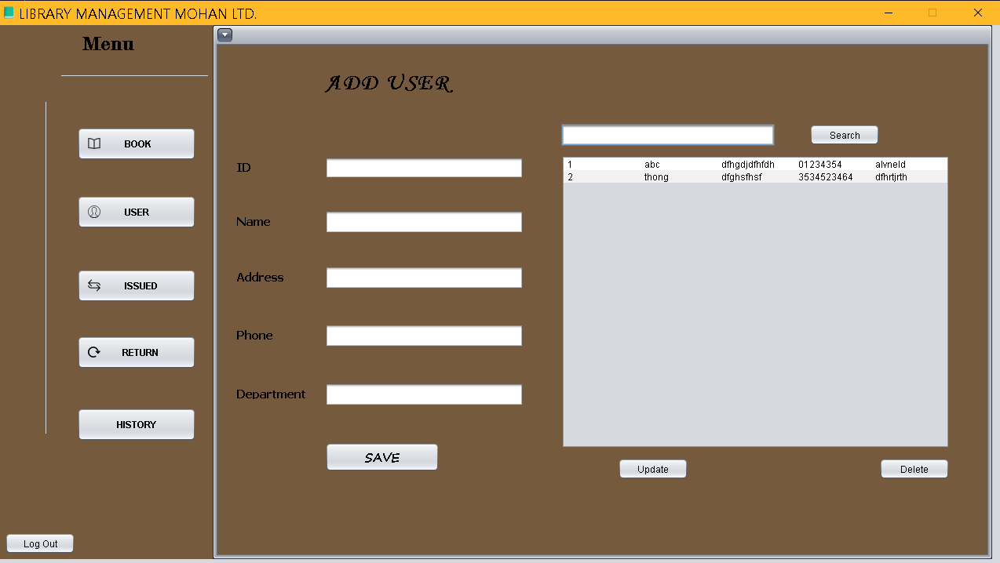 LIBRARY MANAGEMENT MOHAN LTD.
Menu
BOOK
USER
ISSUED
RETURN
HISTORY
Log Out
ADD USER
ID
Name
Address
Phone
Department
SAVE
Search
1 abc dfhgdjdfhfdh 01234354 alvneld
2 thong dfghsfhsf 3534523464 dfhrtjrth
Update
Delete